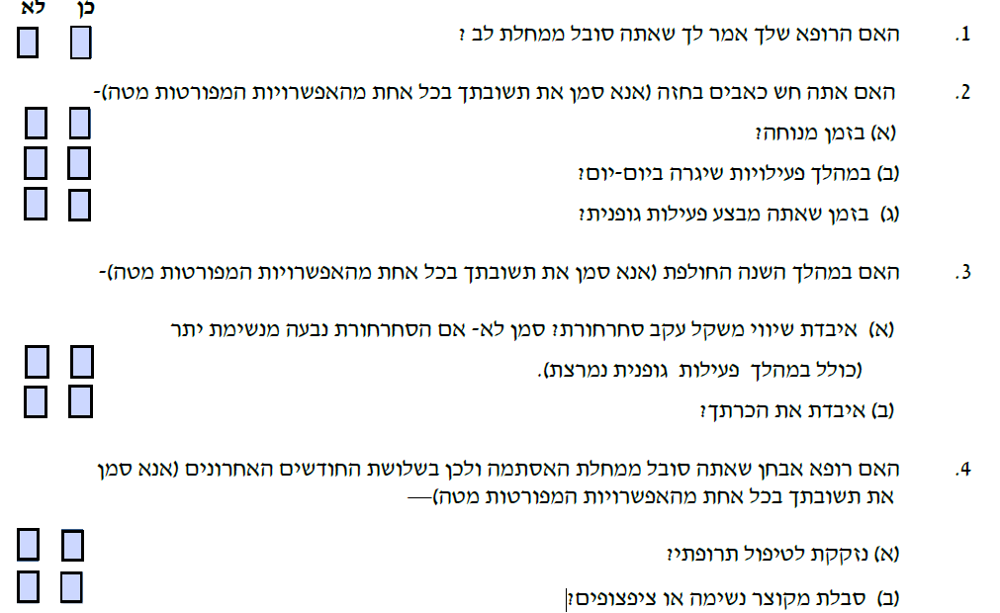 כן לא
1. האם הרופא שלך אמר לך שאתה סובל ממחלת לב ?
2. האם אתה חש כאבים בחזה (אנא סמן את תשובתך בכל אחת מהאפשרויות המפורטות מטה)-
(א) בזמן מנוחה?
(ב) במהלך פעילויות שיגרה ביום-יום?
(ג) בזמן שאתה מבצע פעילות גופנית?
3. האם במהלך השנה החולפת (אנא סמן את תשובתך בכל אחת מהאפשרויות המפורטות מטה)-
(א) איבדת שיווי משקל עקב סחרחורת? סמן לא- אם הסחרחורת נבעה מנשימת יתר
(כולל במהלך פעילות גופנית נמרצת).
(ב) איבדת את הכרתך?
4. האם רופא אבחן שאתה סובל ממחלת האסתמה ולכן בשלושת החודשים האחרונים (אנא סמן
את תשובתך בכל אחת מהאפשרויות המפורטות מטה)—
(א) נזקקת לטיפול תרופתי?
(ב) סבלת מקוצר נשימה או ציפצופים?